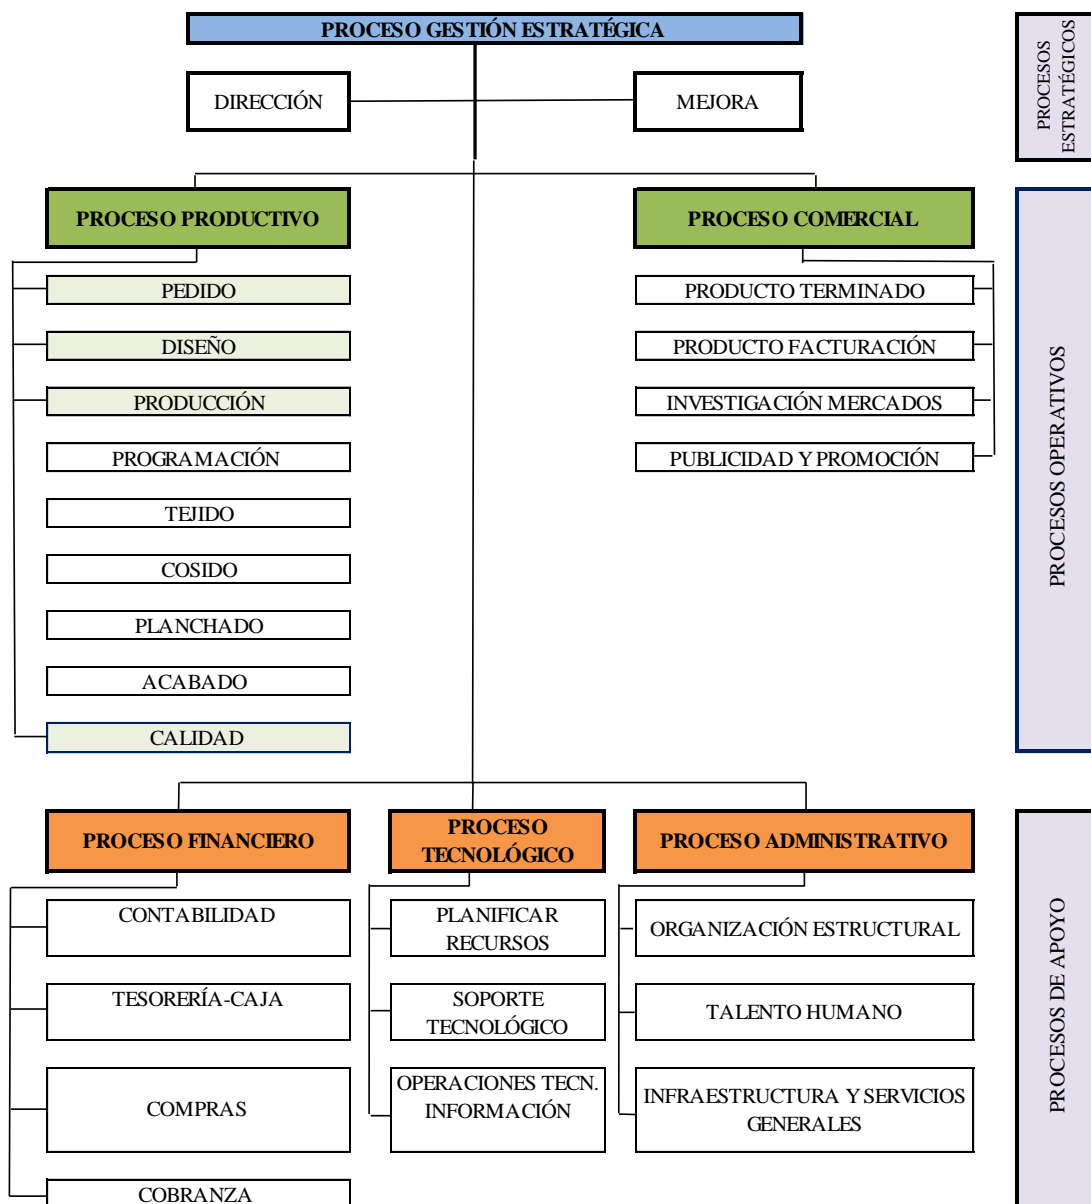 PROCESO GESTIÓN ESTRATÉGICA
DIRECCIÓN
MEJORA
PROCESOS
ESTRATÉGICOS
PROCESO PRODUCTIVO
PEDIDO
DISEÑO
PRODUCCIÓN
PROGRAMACIÓN
TEJIDO
COSIDO
PLANCHADO
ACABADO
CALIDAD
PROCESO COMERCIAL
PRODUCTO TERMINADO
PRODUCTO FACTURACIÓN
INVESTIGACIÓN MERCADOS
PUBLICIDAD Y PROMOCIÓN
PROCESOS OPERATIVOS
PROCESO FINANCIERO
CONTABILIDAD
TESORERÍA-CAJA
COMPRAS
COBRANZA
PROCESO
TECNOLÓGICO
PLANIFICAR
RECURSOS
SOPORTE
TECNOLÓGICO
OPERACIONES TECN.
INFORMACIÓN
PROCESO ADMINISTRATIVO
ORGANIZACIÓN ESTRUCTURAL
TALENTO HUMANO
INFRAESTRUCTURA Y SERVICIOS
GENERALES
PROCESOS DE APOYO